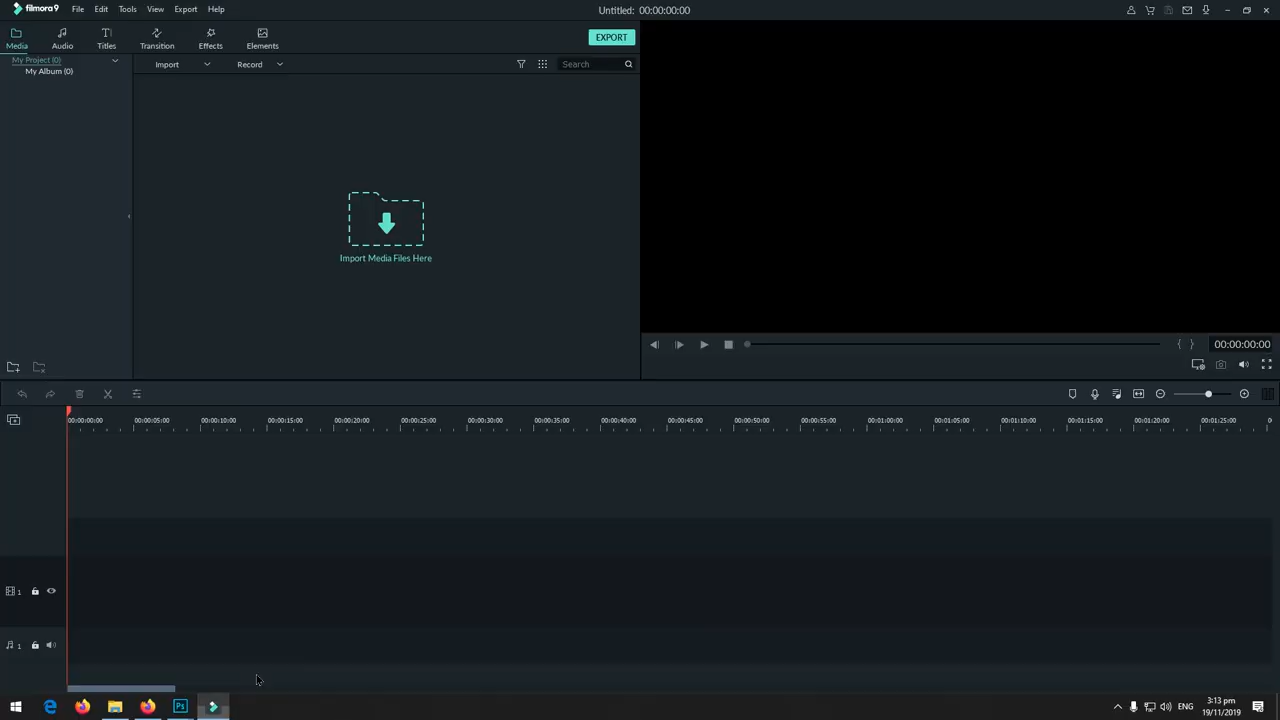 filmora9 File Edit Tools View Export Help Untitled: 00:00:00:00
Media Audio Titles Transition Effects Elements EXPORT
My Project (0) Import Record Search
My Album (0)
Import Media Files Here
00:00:00:00
00:00:00:00 00:00:05:00 00:00:10:00 00:00:15:00 00:00:20:00 00:00:25:00 00:00:30:00 00:00:35:00 00:00:40:00 00:00:45:00 00:00:50:00 00:00:55:00 00:01:00:00 00:01:05:00 00:01:10:00 00:01:15:00 00:01:20:00 00:01:25:00 0
1
1
Ps ENG 3:13 pm
19/11/2019